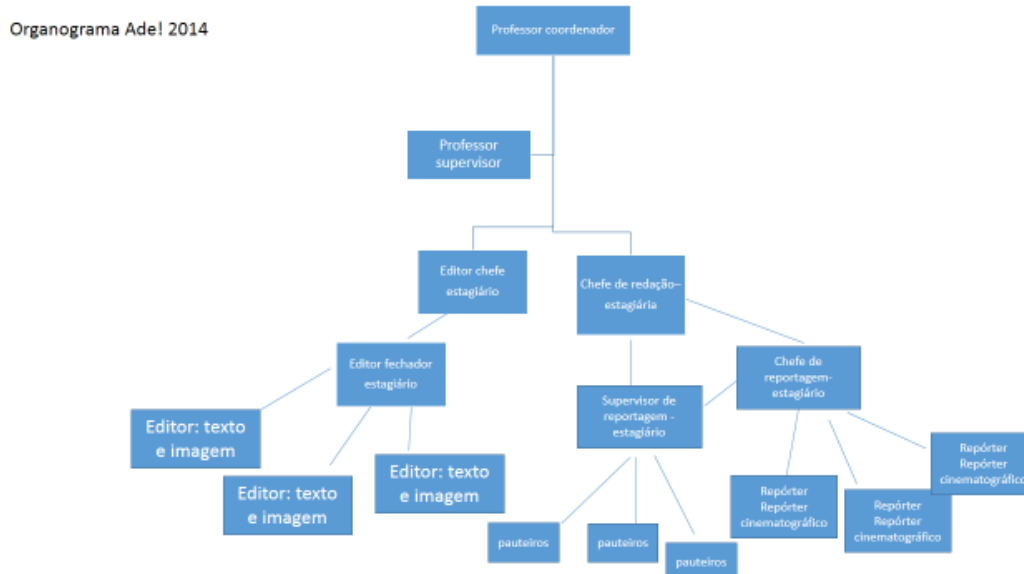 Organograma Ade! 2014
Professor coordenador
Professor
supervisor
Editor chefe
estagiário
Chefe de redação–
estagiária
Editor fechador
estagiário
Chefe de
reportagem-
estagiário
Supervisor de
reportagem -
estagiário
Editor: texto
e imagem
Editor: texto
e imagem
Editor: texto
e imagem
pauteiros
pauteiros
pauteiros
Repórter
Repórter
cinematográfico
Repórter
Repórter
cinematográfico
Repórter
Repórter
cinematográfico